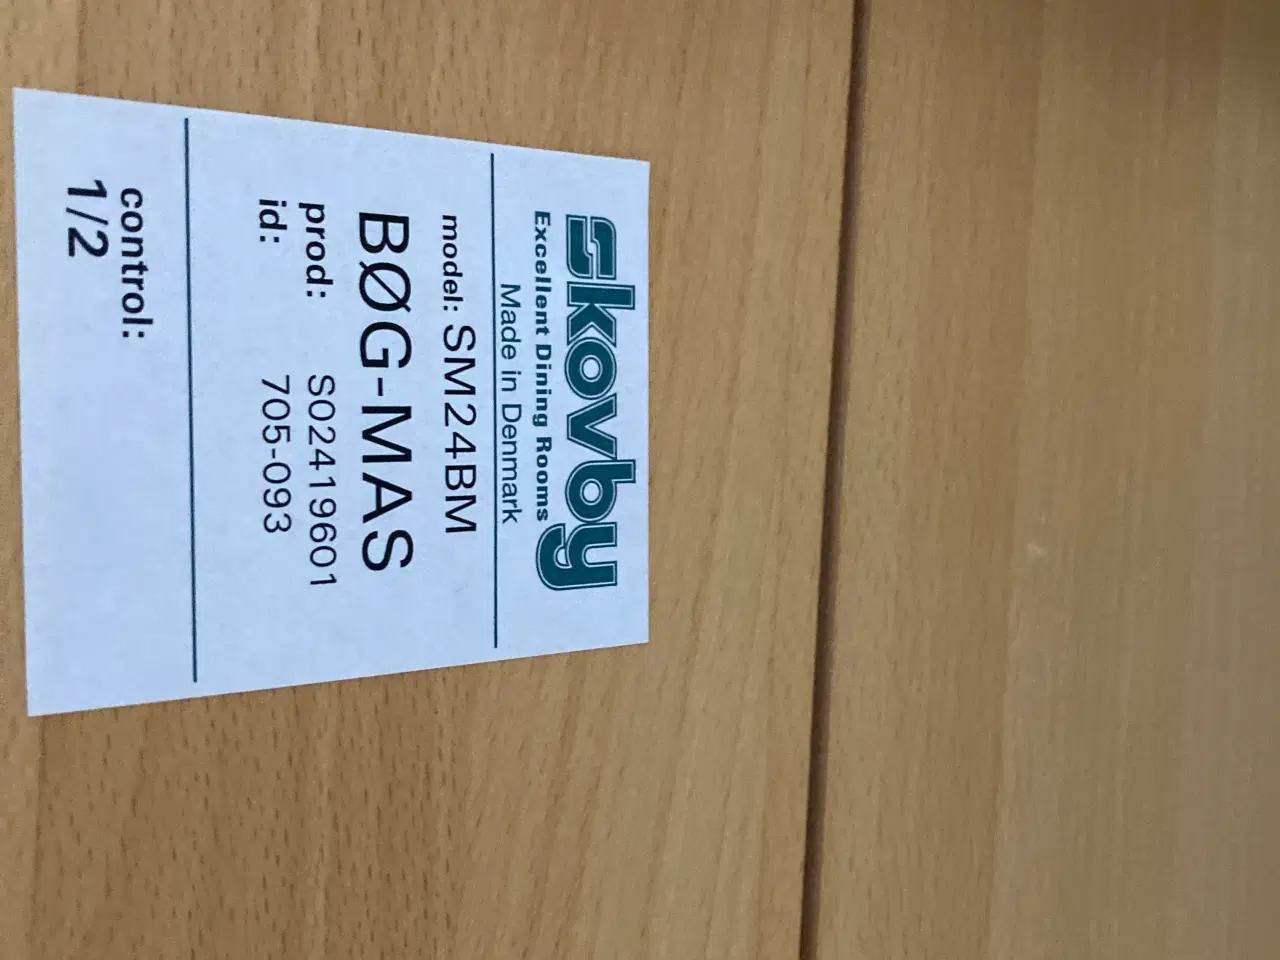 skovby
Excellent Dining Rooms
Made in Denmark
model: SM24BM
BØG-MAS
prod: S02419601
id: 705-093
control:
1/2